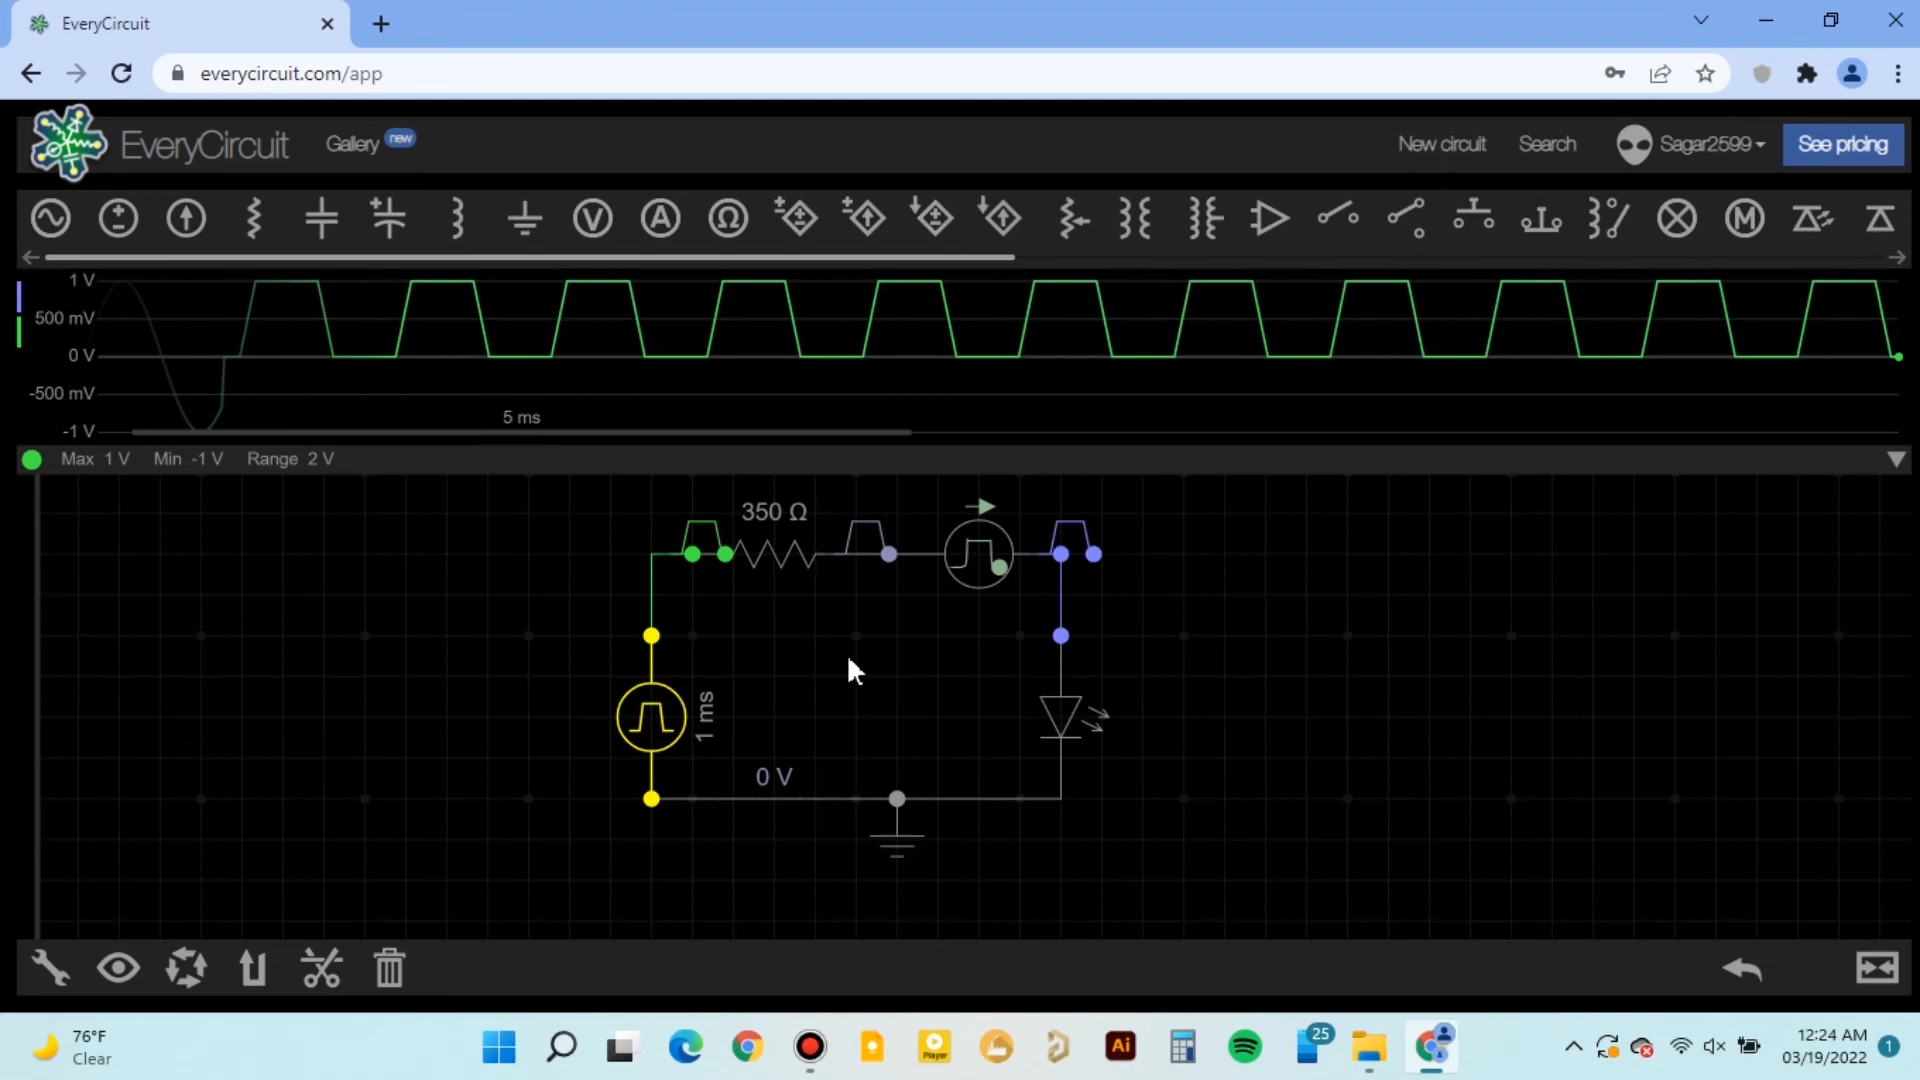 EveryCircuit
everycircuit.com/app
EveryCircuit
Gallery new
New circuit
Search
Sagar2599
See pricing
V A Ω M
1 V
500 mV
0 V
-500 mV
-1 V
5 ms
Max 1 V Min -1 V Range 2 V
350 Ω
1 ms
0 V
76°F
Clear
Player
Ai
25
12:24 AM
03/19/2022
1